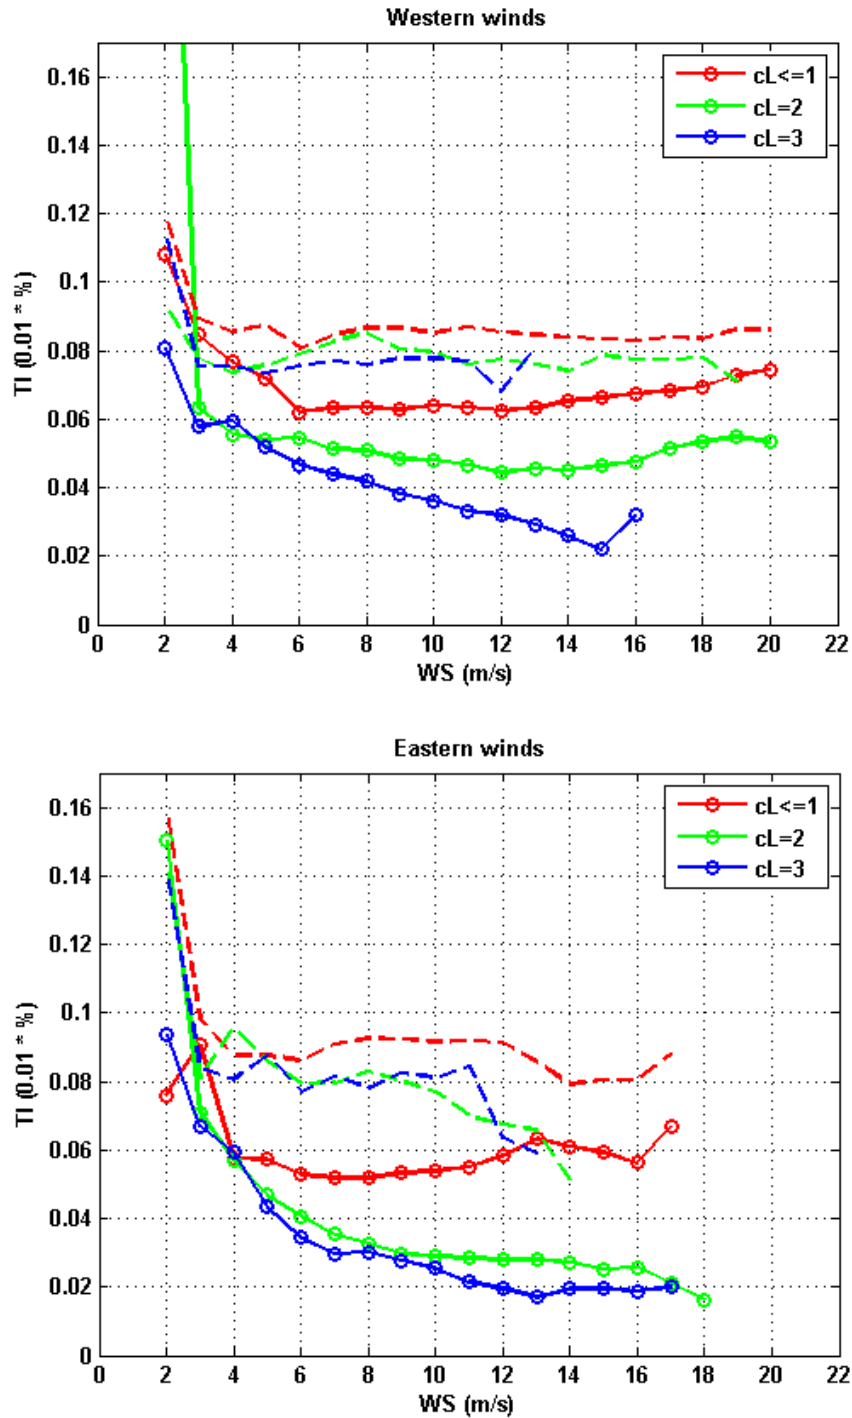 Western winds
0.16
0.14
0.12
0.1
0.08
0.06
0.04
0.02
0
TI (0.01 * %)
cL<=1
cL=2
cL=3
0 2 4 6 8 10 12 14 16 18 20 22
WS (m/s)
Eastern winds
0.16
0.14
0.12
0.1
0.08
0.06
0.04
0.02
0
TI (0.01 * %)
cL<=1
cL=2
cL=3
0 2 4 6 8 10 12 14 16 18 20 22
WS (m/s)